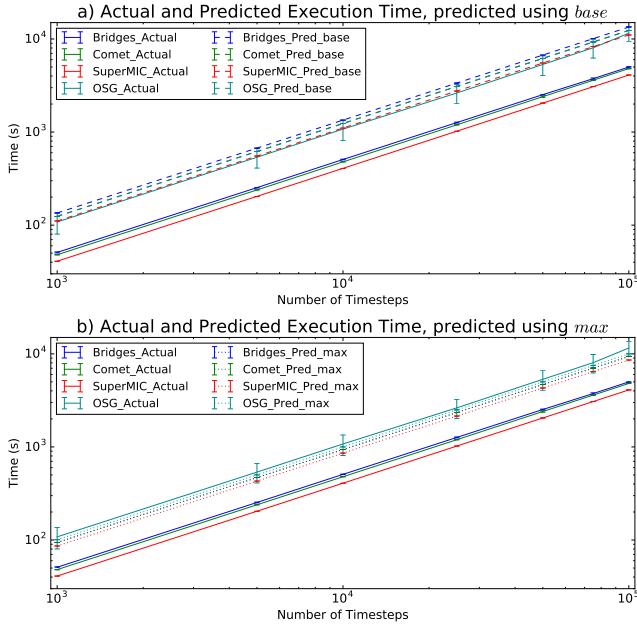 a) Actual and Predicted Execution Time, predicted using base
Bridges_Actual Bridges_Pred_base
Comet_Actual Comet_Pred_base
SuperMIC_Actual SuperMIC_Pred_base
OSG_Actual OSG_Pred_base
10⁴
10³
10²
Time (s)
10³ 10⁴ 10⁵
Number of Timesteps
b) Actual and Predicted Execution Time, predicted using max
Bridges_Actual Bridges_Pred_max
Comet_Actual Comet_Pred_max
SuperMIC_Actual SuperMIC_Pred_max
OSG_Actual OSG_Pred_max
10⁴
10³
10²
Time (s)
10³ 10⁴ 10⁵
Number of Timesteps